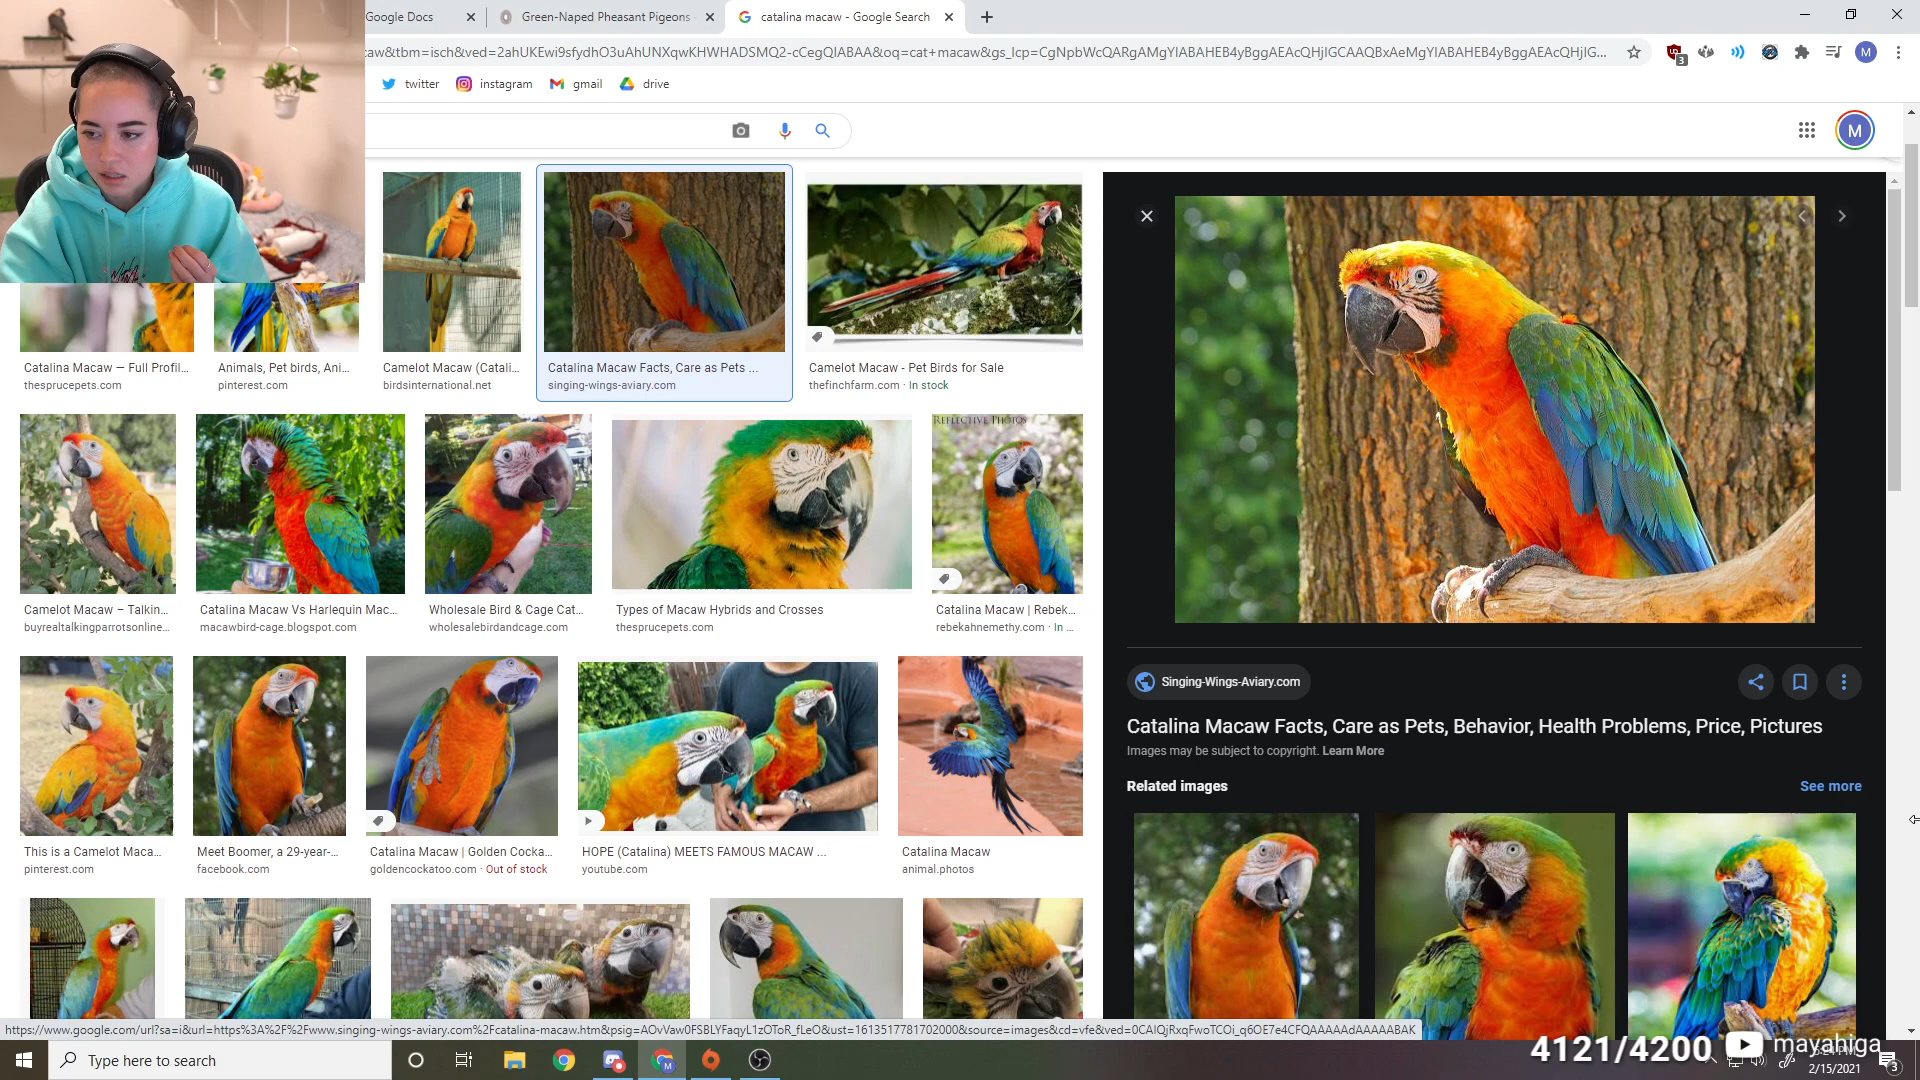 Google Docs
Green-Naped Pheasant Pigeons
catalina macaw - Google Search
twitter
instagram
gmail
drive
M
3
M
Catalina Macaw — Full Profil...
thesprucepets.com
Animals, Pet birds, Ani...
pinterest.com
Camelot Macaw (Catali...
birdsinternational.net
Catalina Macaw Facts, Care as Pets ...
singing-wings-aviary.com
Camelot Macaw - Pet Birds for Sale
thefinchfarm.com · In stock
REFLECTIVE PHOTOS
Camelot Macaw – Talkin...
buyrealtalkingparrotsonline...
Catalina Macaw Vs Harlequin Mac...
macawbird-cage.blogspot.com
Wholesale Bird & Cage Cat...
wholesalebirdandcage.com
Types of Macaw Hybrids and Crosses
thesprucepets.com
Catalina Macaw | Rebek...
rebekahnemethy.com · In ...
This is a Camelot Maca...
pinterest.com
Meet Boomer, a 29-year-...
facebook.com
Catalina Macaw | Golden Cocka...
goldencockatoo.com · Out of stock
HOPE (Catalina) MEETS FAMOUS MACAW ...
youtube.com
Catalina Macaw
animal.photos
Singing-Wings-Aviary.com
Catalina Macaw Facts, Care as Pets, Behavior, Health Problems, Price, Pictures
Images may be subject to copyright. Learn More
Related images
See more
Type here to search
4121/4200
mayahiga
2/15/2021
3